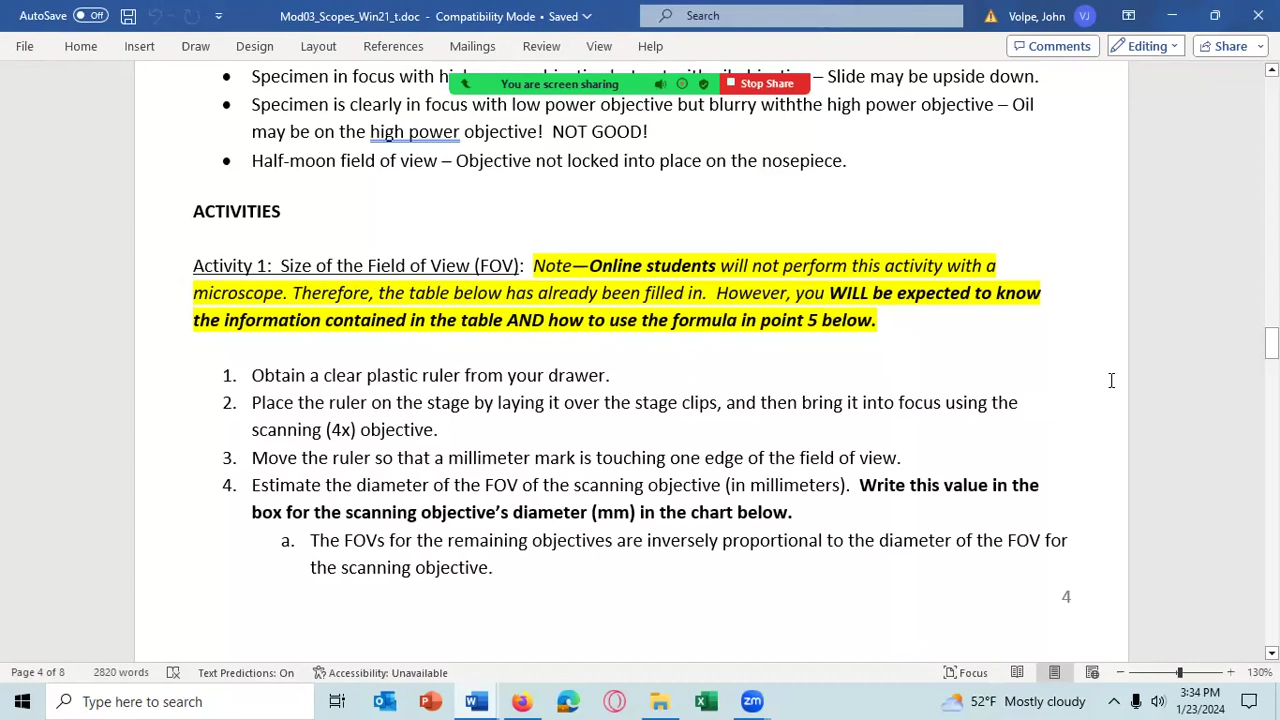 AutoSave Off Mod03_Scopes_Win21_t.doc - Compatibility Mode • Saved Search Volpe, John VJ
File Home Insert Draw Design Layout References Mailings Review View Help Comments Editing Share
Specimen in focus with – Slide may be upside down.
You are screen sharing Stop Share
• Specimen is clearly in focus with low power objective but blurry withthe high power objective – Oil
may be on the high power objective! NOT GOOD!
• Half-moon field of view – Objective not locked into place on the nosepiece.
ACTIVITIES
Activity 1: Size of the Field of View (FOV): Note—Online students will not perform this activity with a
microscope. Therefore, the table below has already been filled in. However, you WILL be expected to know
the information contained in the table AND how to use the formula in point 5 below.
1. Obtain a clear plastic ruler from your drawer.
2. Place the ruler on the stage by laying it over the stage clips, and then bring it into focus using the
scanning (4x) objective.
3. Move the ruler so that a millimeter mark is touching one edge of the field of view.
4. Estimate the diameter of the FOV of the scanning objective (in millimeters). Write this value in the
box for the scanning objective’s diameter (mm) in the chart below.
a. The FOVs for the remaining objectives are inversely proportional to the diameter of the FOV for
the scanning objective.
4
Page 4 of 8 2820 words Text Predictions: On Accessibility: Unavailable Focus 130%
Type here to search 52°F Mostly cloudy 3:34 PM
1/23/2024